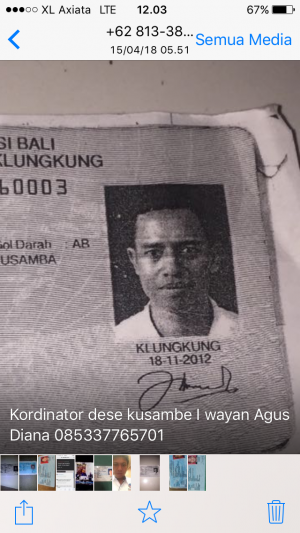 XL Axiata LTE 12.03 67%
+62 813-38...
15/04/18 05.51
Semua Media
SI BALI
KLUNGKUNG
60003
Gol Darah : AB
USAMBA
KLUNGKUNG
18-11-2012
Kordinator dese kusambe I wayan Agus
Diana 085337765701